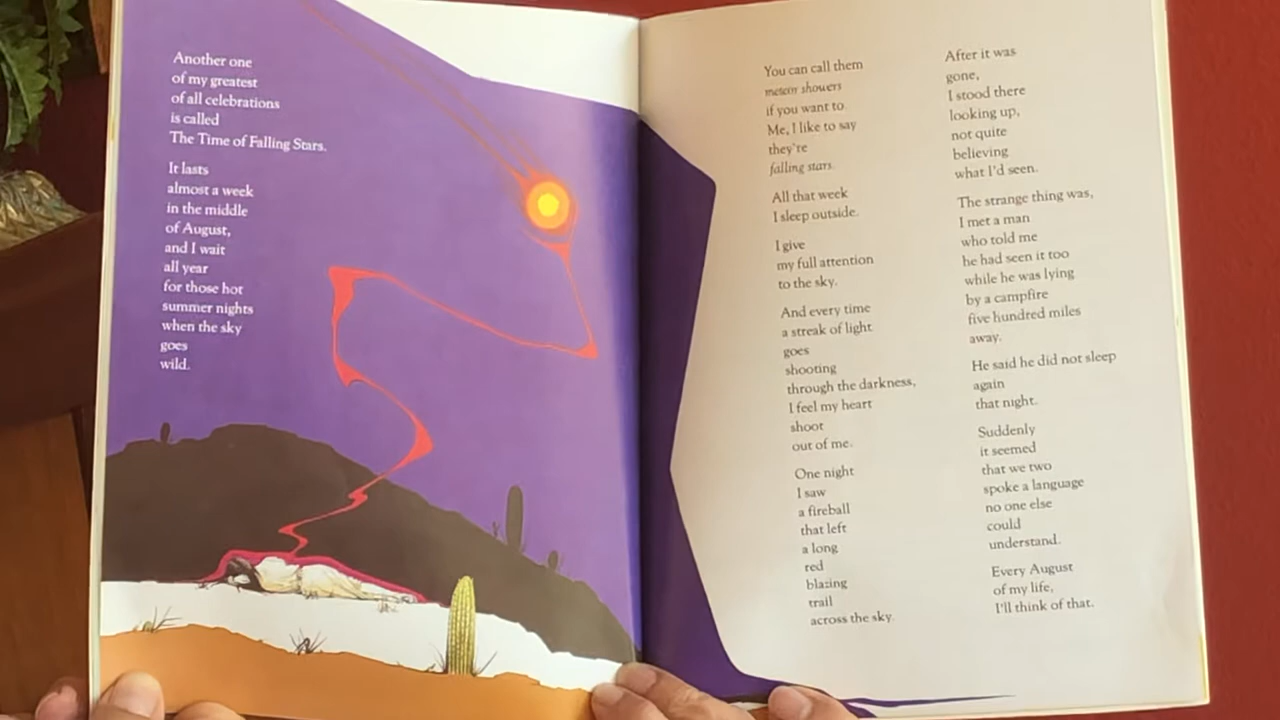 Another one
of my greatest
of all celebrations
is called
The Time of Falling Stars.
It lasts
almost a week
in the middle
of August,
and I wait
all year
for those hot
summer nights
when the sky
goes
wild.
You can call them
meteor showers
if you want to.
Me, I like to say
they're
falling stars.
All that week
I sleep outside.
I give
my full attention
to the sky.
And every time
a streak of light
goes
shooting
through the darkness,
I feel my heart
shoot
out of me.
One night
I saw
a fireball
that left
a long
red
blazing
trail
across the sky.
After it was
gone,
I stood there
looking up,
not quite
believing
what I'd seen.
The strange thing was,
I met a man
who told me
he had seen it too
while he was lying
by a campfire
five hundred miles
away.
He said he did not sleep
again
that night.
Suddenly
it seemed
that we two
spoke a language
no one else
could
understand.
Every August
of my life,
I'll think of that.